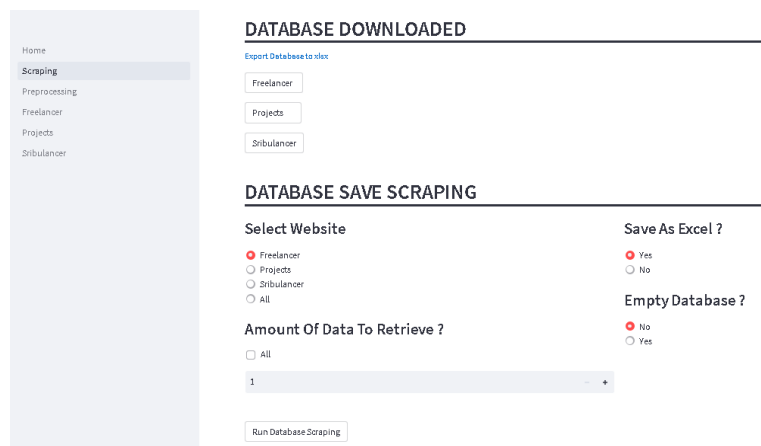 Home
Scraping
Preprocessing
Freelancer
Projects
Sribulancer
DATABASE DOWNLOADED
Export Database to xlsx
Freelancer
Projects
Sribulancer
DATABASE SAVE SCRAPING
Select Website
Freelancer
Projects
Sribulancer
All
Amount Of Data To Retrieve ?
All
1
- +
Run Database Scraping
Save As Excel ?
Yes
No
Empty Database ?
No
Yes